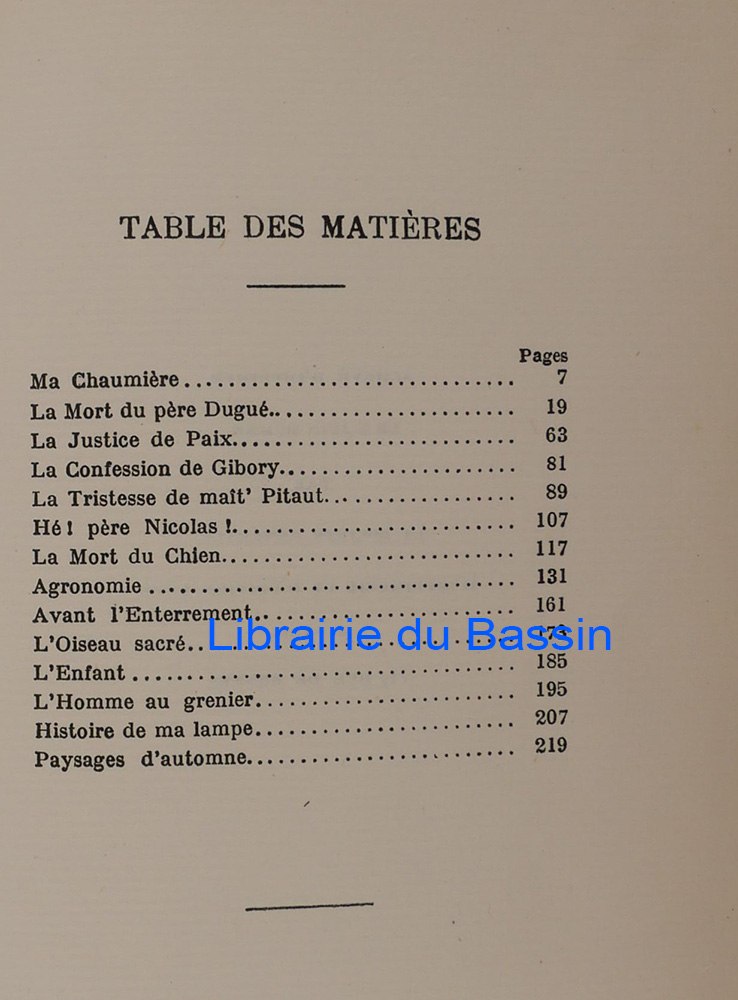 TABLE DES MATIÈRES
Pages
Ma Chaumière................................ 7
La Mort du père Dugué........................ 19
La Justice de Paix........................... 63
La Confession de Gibory...................... 81
La Tristesse de maît' Pitaut................... 89
Hé! père Nicolas !........................... 107
La Mort du Chien............................ 117
Agronomie ................................... 131
Avant l'Enterrement.......................... 161
L'Oiseau sacré................................
Librairie du Bassin
L'Enfant ..................................... 185
L'Homme au grenier.......................... 195
Histoire de ma lampe......................... 207
Paysages d'automne.......................... 219